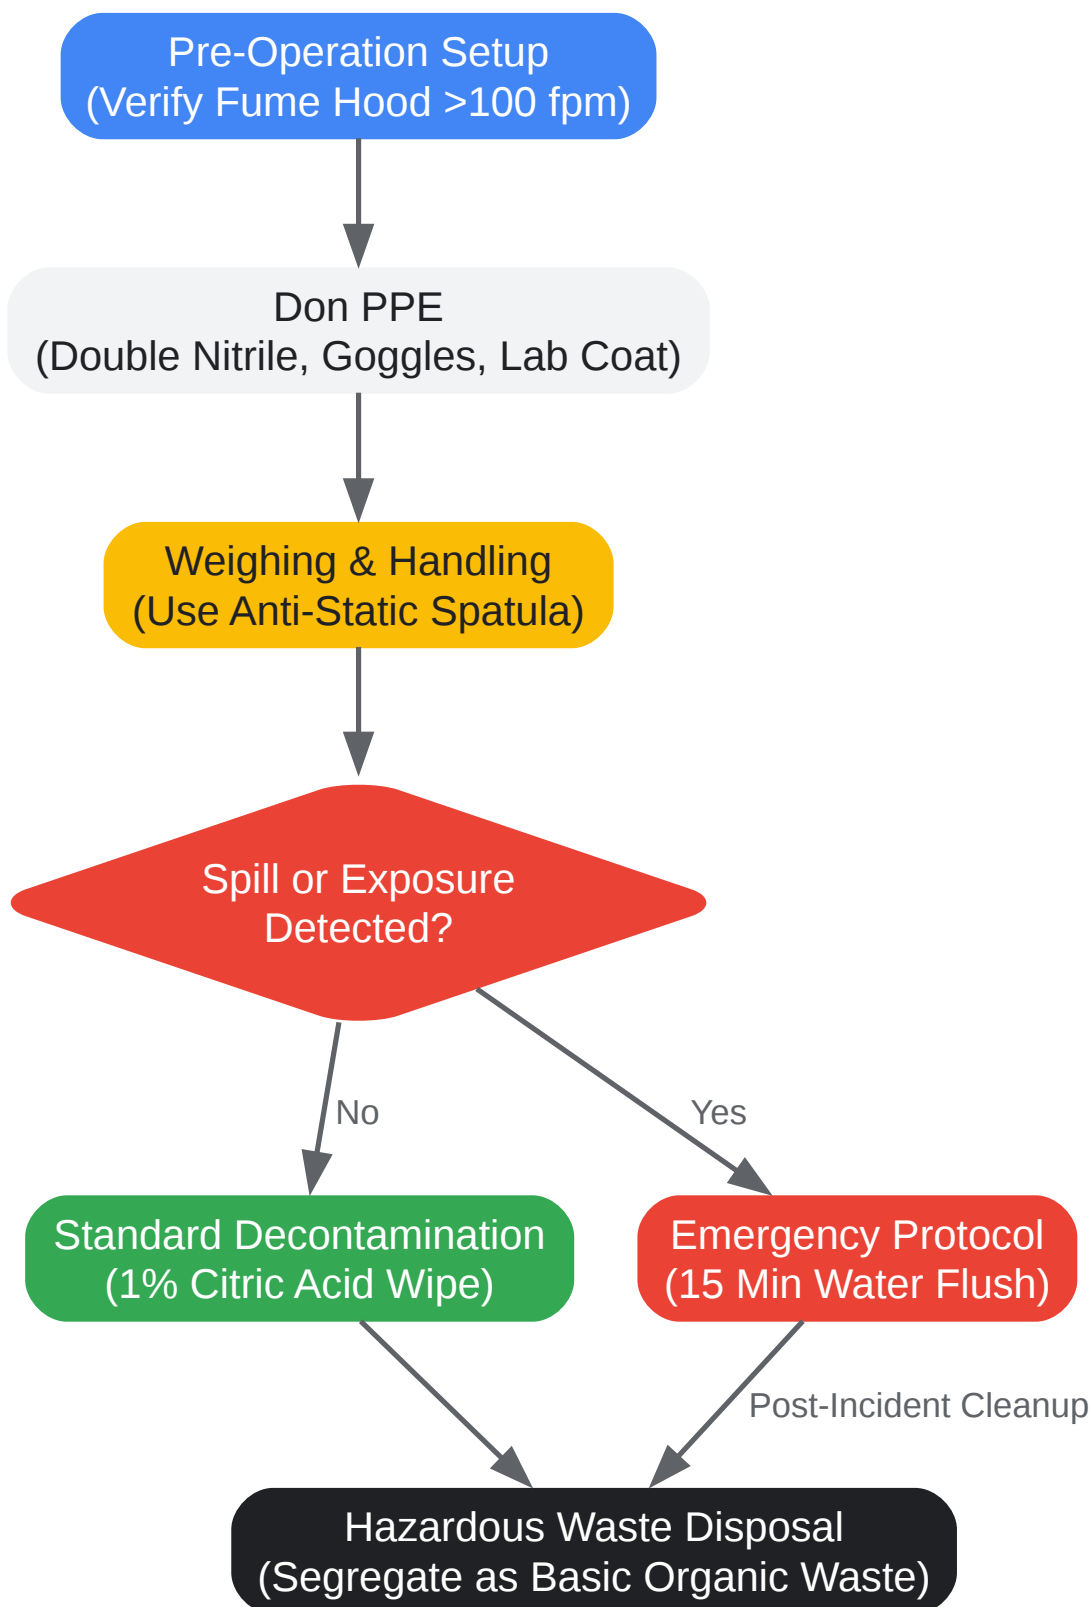 Pre-Operation Setup
(Verify Fume Hood >100 fpm)
Don PPE
(Double Nitrile, Goggles, Lab Coat)
Weighing & Handling
(Use Anti-Static Spatula)
Spill or Exposure
Detected?
No
Yes
Standard Decontamination
(1% Citric Acid Wipe)
Emergency Protocol
(15 Min Water Flush)
Post-Incident Cleanup
Hazardous Waste Disposal
(Segregate as Basic Organic Waste)